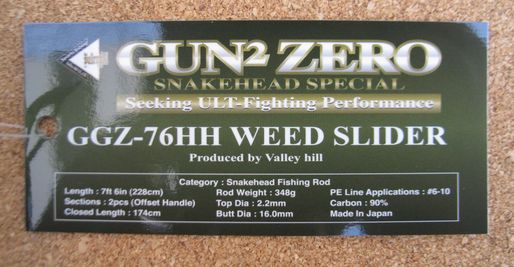 GUN² ZERO
SNAKEHEAD SPECIAL
Seeking ULT-Fighting Performance
GGZ-76HH WEED SLIDER
Produced by Valley hill
Category : Snakehead Fishing Rod
Length : 7ft 6in (228cm) Rod Weight : 348g PE Line Applications : #6-10
Sections : 2pcs (Offset Handle) Top Dia : 2.2mm Carbon : 90%
Closed Length : 174cm Butt Dia : 16.0mm Made In Japan